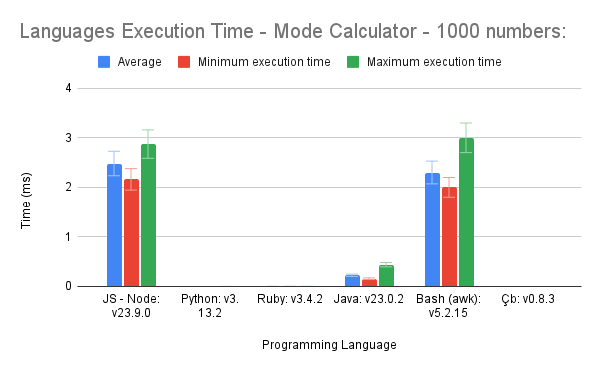 Languages Execution Time - Mode Calculator - 1000 numbers:
Average Minimum execution time Maximum execution time
4
3
2
1
0
Time (ms)
JS - Node: Python: v3. Ruby: v3.4.2 Java: v23.0.2 Bash (awk): Çb: v0.8.3
v23.9.0 13.2 v5.2.15
Programming Language